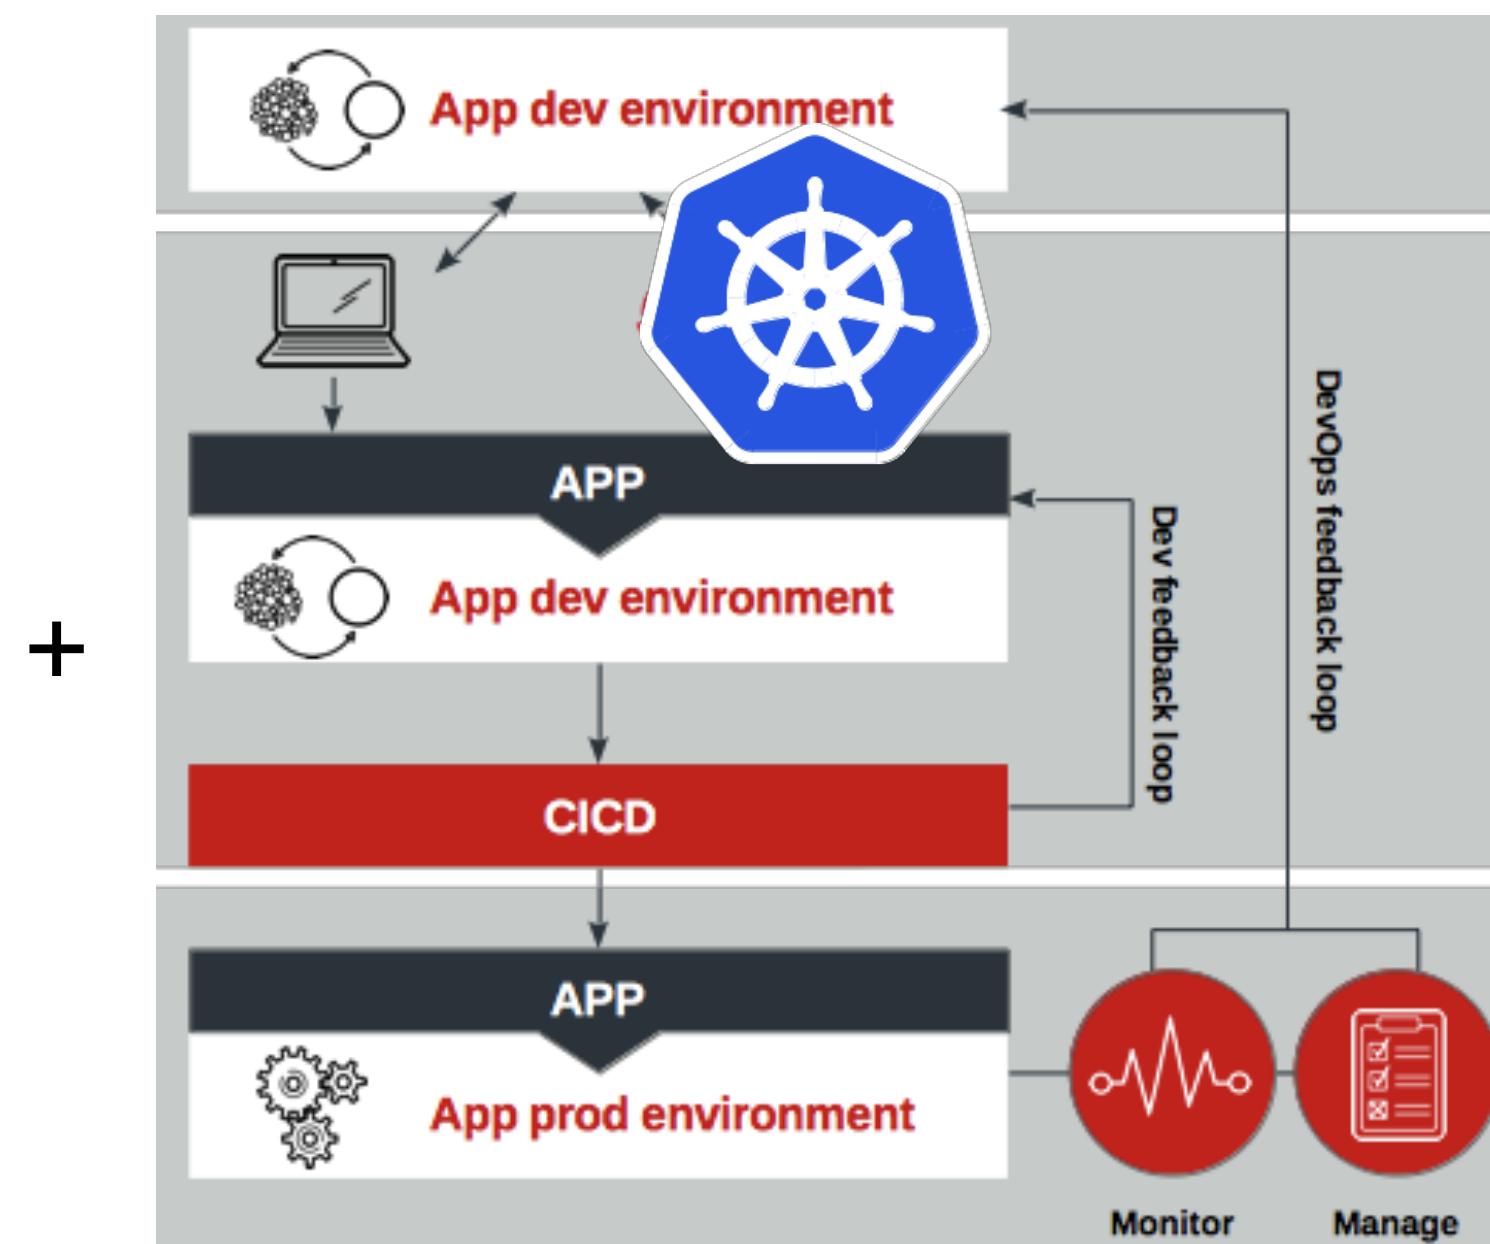 App dev environment
APP
App dev environment
Dev feedback loop
DevOps feedback loop
CICD
APP
App prod environment
Monitor
Manage
+